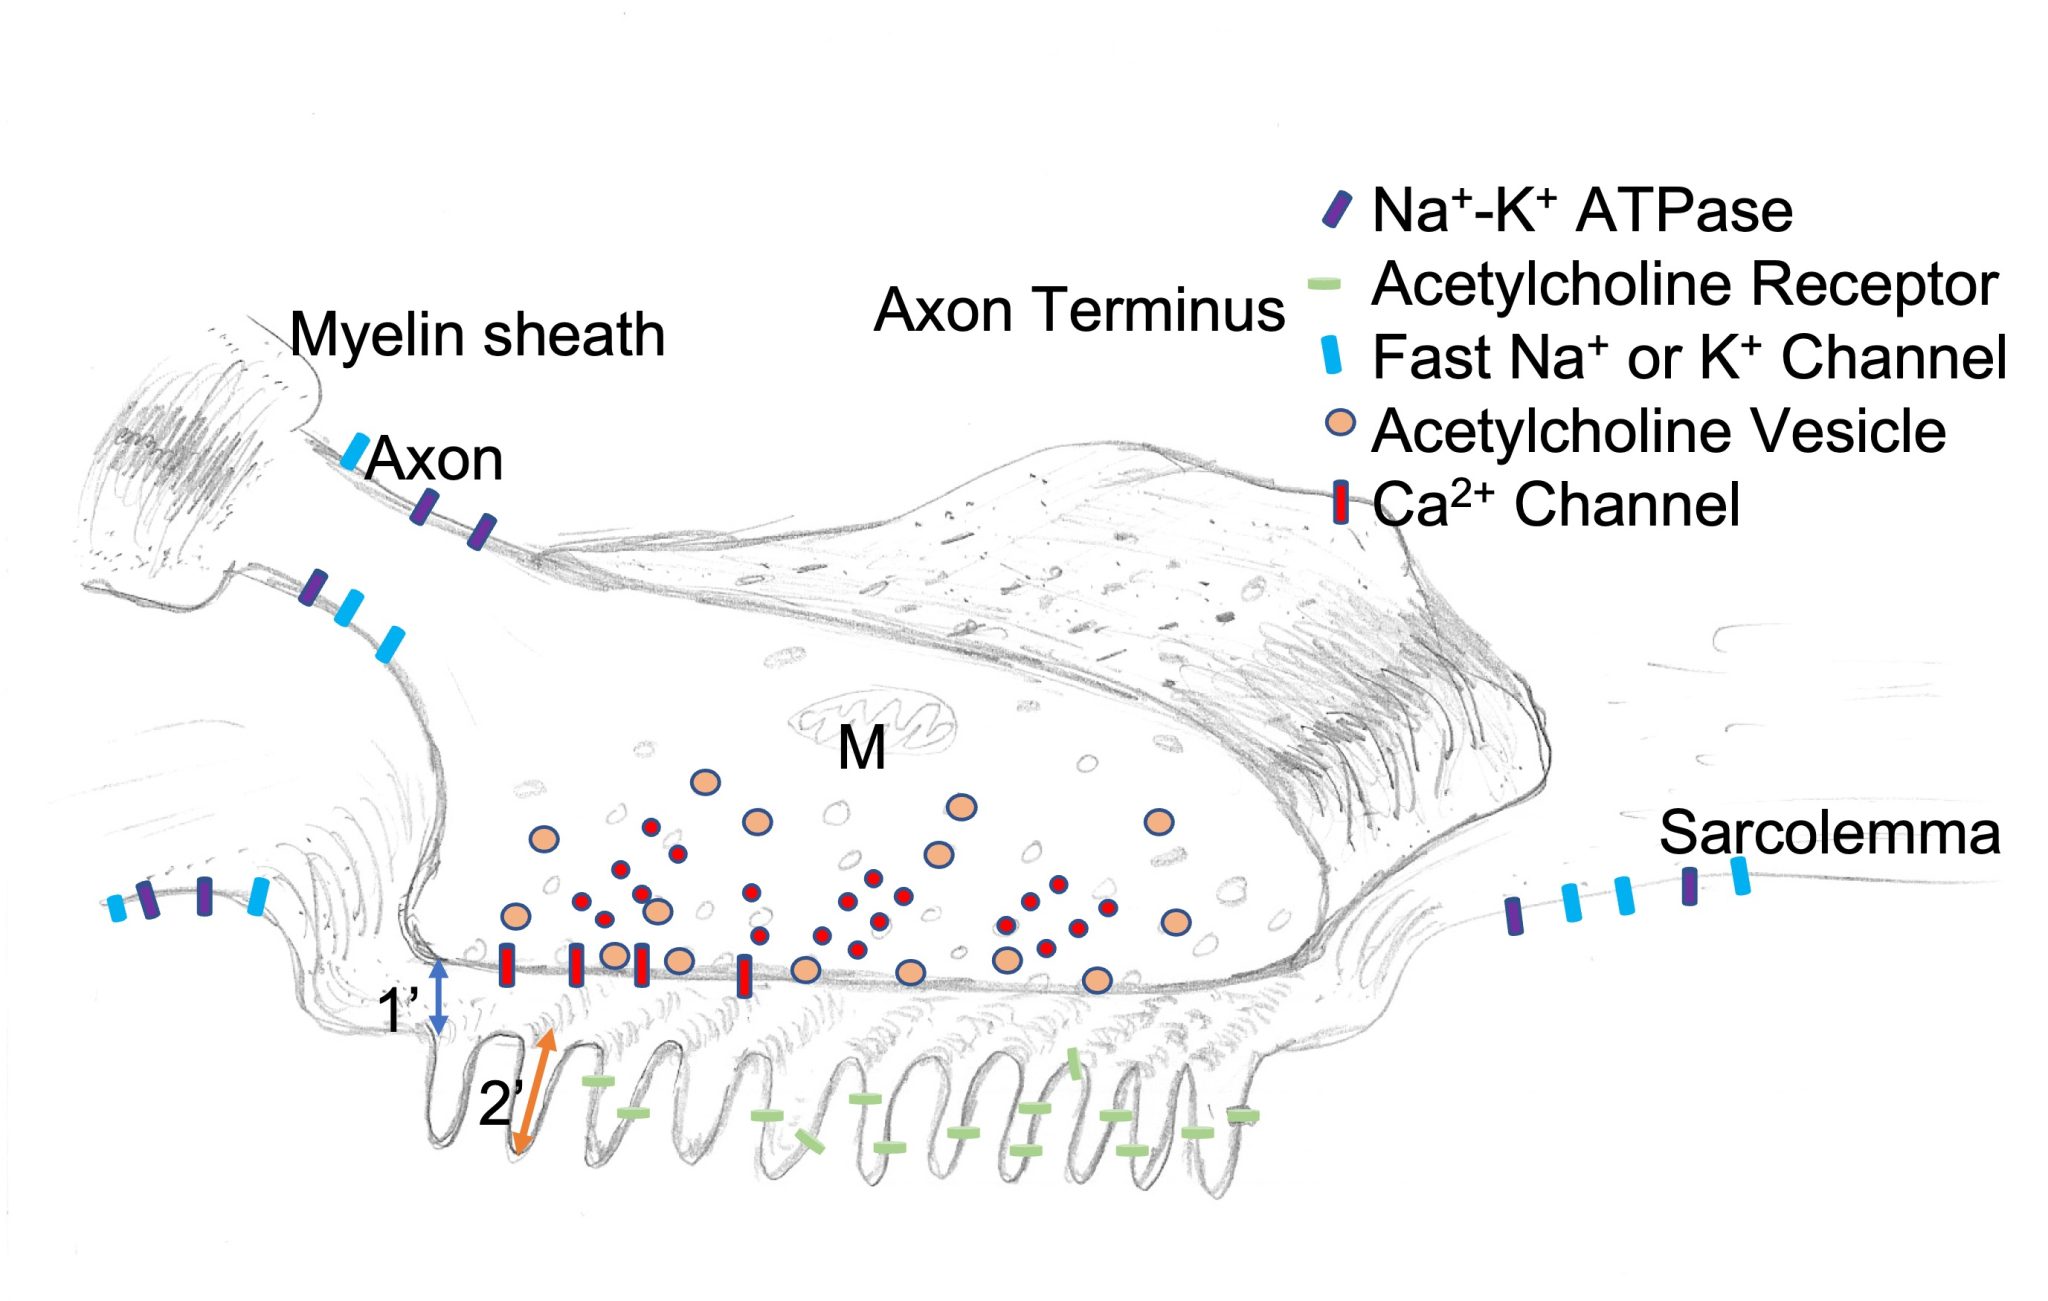 Na⁺-K⁺ ATPase
Acetylcholine Receptor
Fast Na⁺ or K⁺ Channel
Acetylcholine Vesicle
Ca²⁺ Channel
Axon Terminus
Myelin sheath
Axon
M
Sarcolemma
1’
2’